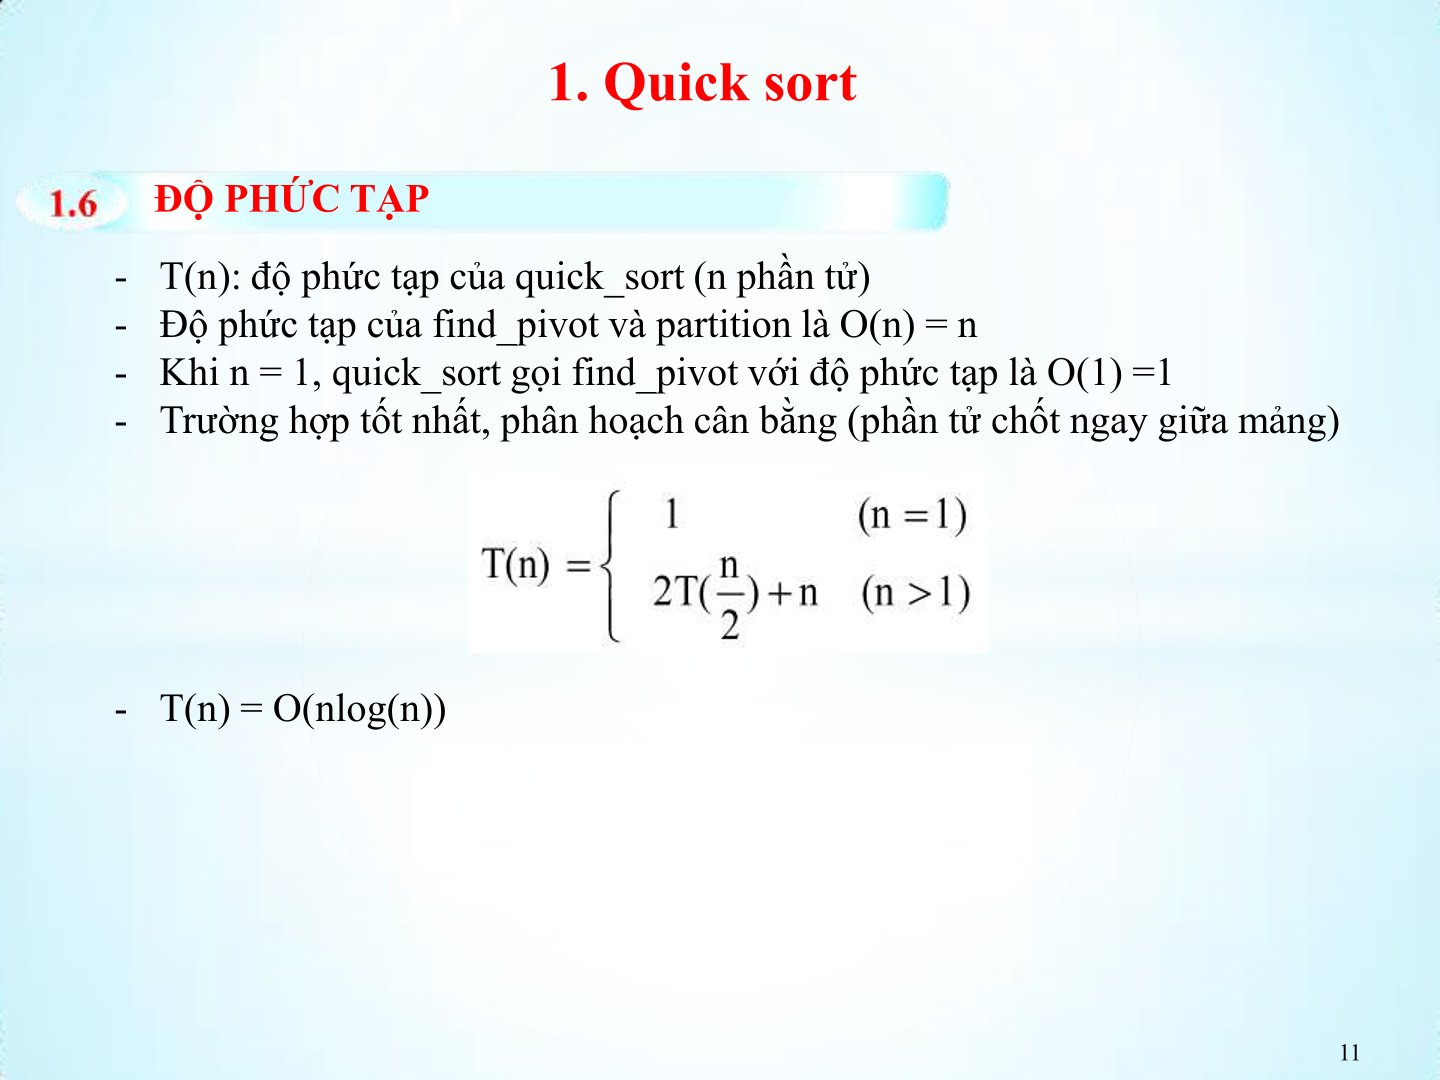 1. Quick sort
1.6 ĐỘ PHỨC TẠP
- T(n): độ phức tạp của quick_sort (n phần tử)
- Độ phức tạp của find_pivot và partition là O(n) = n
- Khi n = 1, quick_sort gọi find_pivot với độ phức tạp là O(1) =1
- Trường hợp tốt nhất, phân hoạch cân bằng (phần tử chốt ngay giữa mảng)
T(n) = { 1 (n = 1)
2T(n/2) + n (n > 1)
- T(n) = O(nlog(n))
11